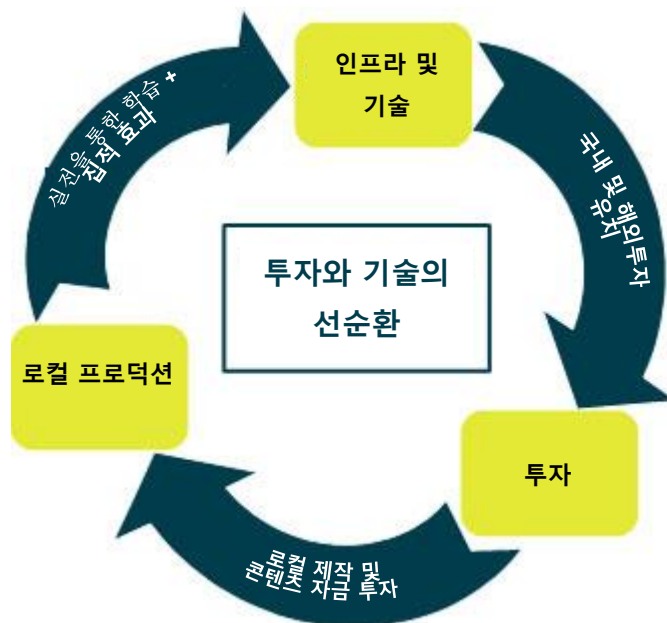 인프라 및
기술
국내 및 해외투자
유치
투자
로컬 제작 및
콘텐츠 자금 투자
로컬 프로덕션
실전을 통한 학습 +
집적 효과
투자와 기술의
선순환